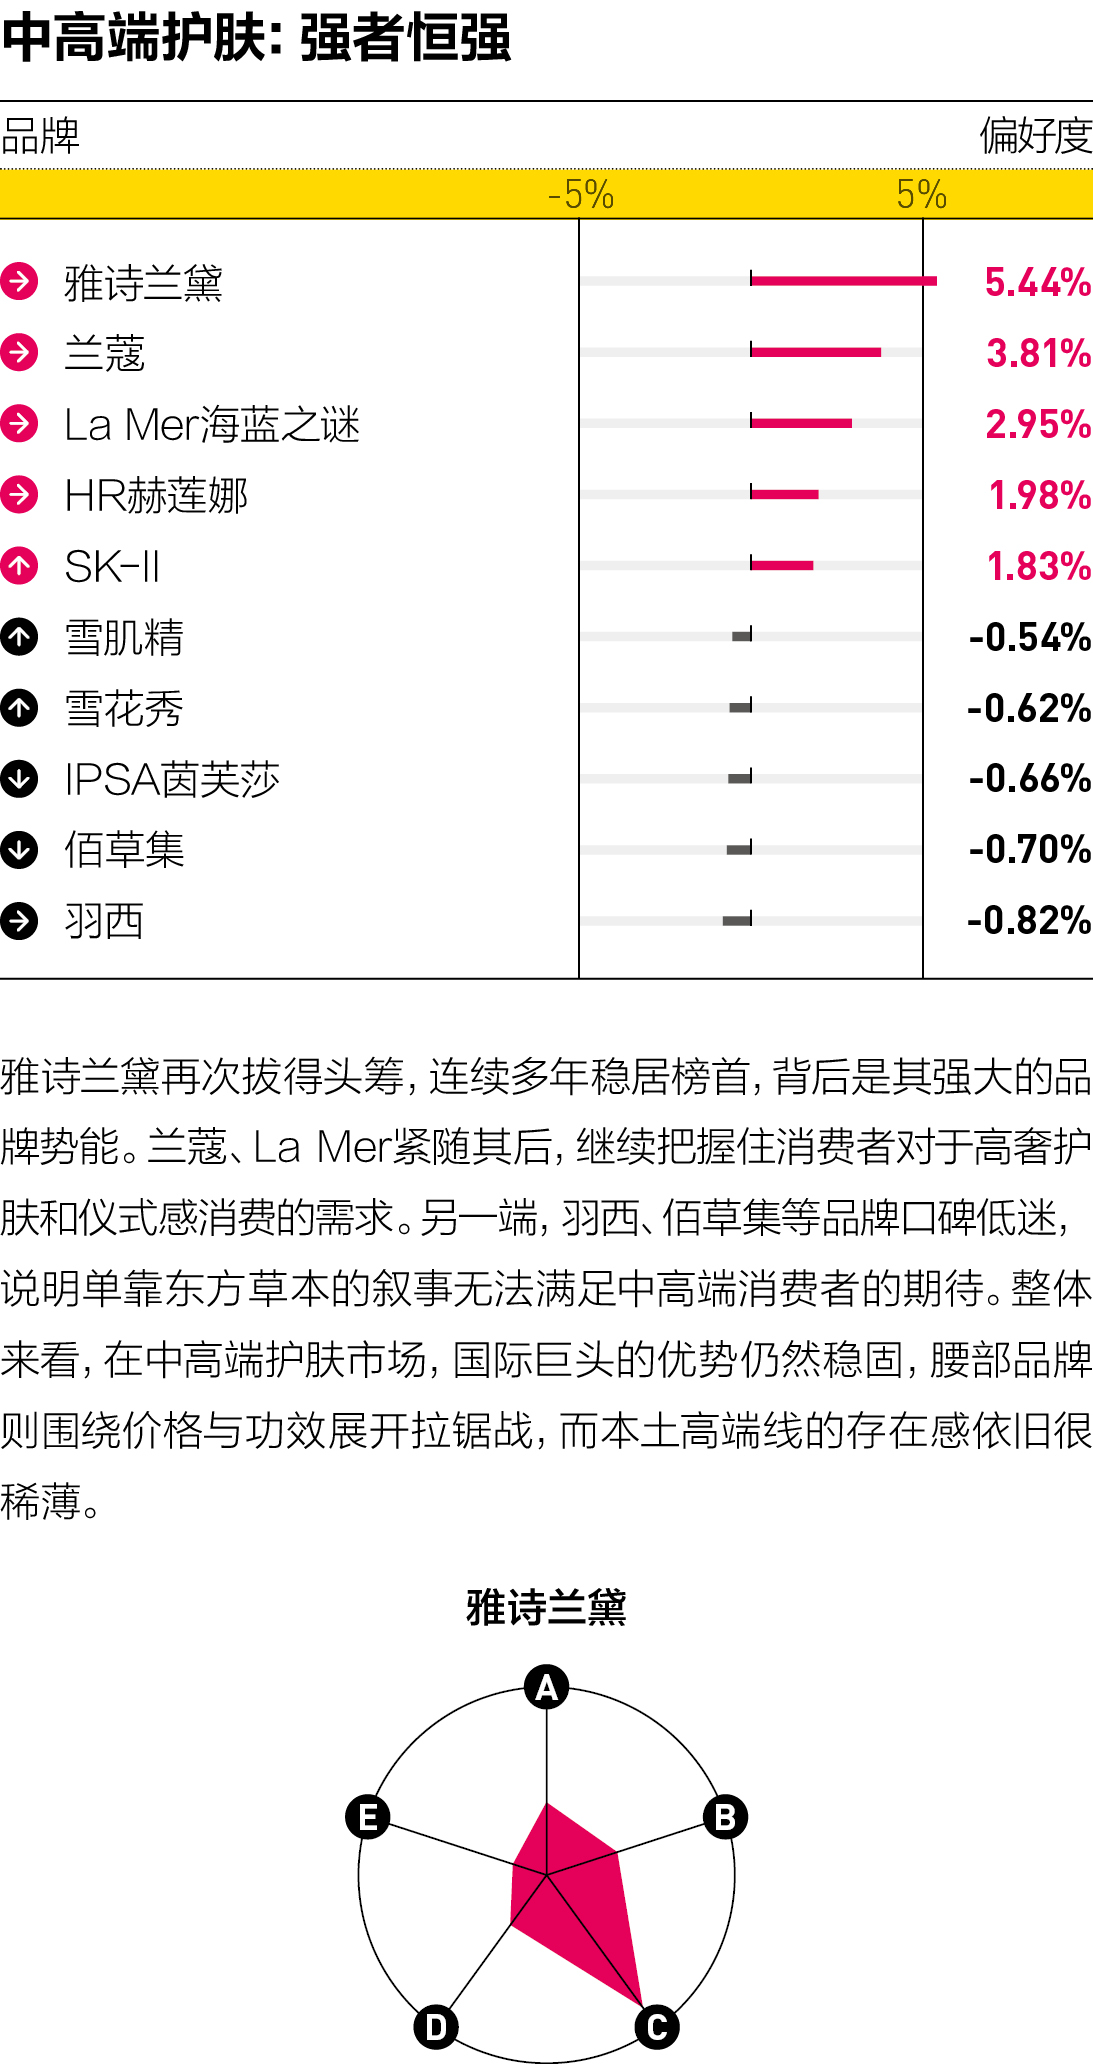 中高端护肤：强者恒强
品牌 偏好度
-5% 5%
雅诗兰黛 5.44%
兰蔻 3.81%
La Mer海蓝之谜 2.95%
HR赫莲娜 1.98%
SK-II 1.83%
雪肌精 -0.54%
雪花秀 -0.62%
IPSA茵芙莎 -0.66%
佰草集 -0.70%
羽西 -0.82%
雅诗兰黛再次拔得头筹，连续多年稳居榜首，背后是其强大的品
牌势能。兰蔻、La Mer紧随其后，继续把握住消费者对于高奢护
肤和仪式感消费的需求。另一端，羽西、佰草集等品牌口碑低迷，
说明单靠东方草本的叙事无法满足中高端消费者的期待。整体
来看，在中高端护肤市场，国际巨头的优势仍然稳固，腰部品牌
则围绕价格与功效展开拉锯战，而本土高端线的存在感依旧很
稀薄。
雅诗兰黛
A
E B
D C